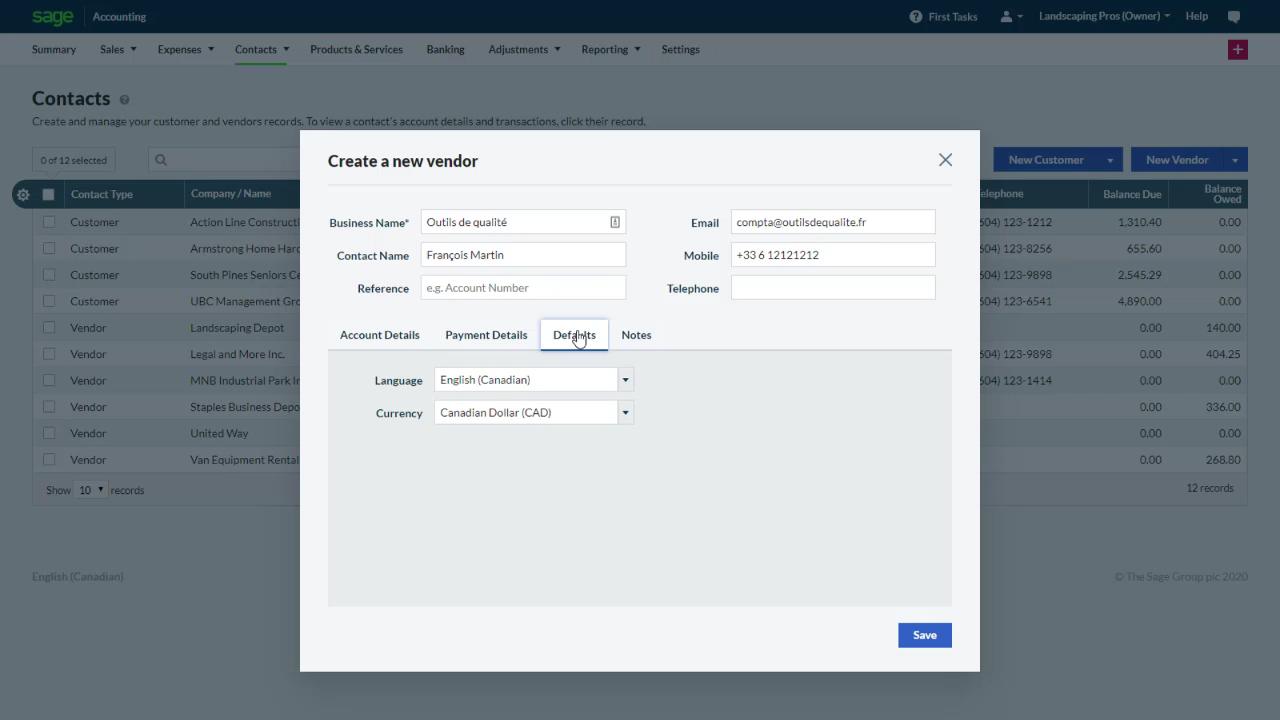 sage Accounting First Tasks Landscaping Pros (Owner) Help
Summary Sales Expenses Contacts Products & Services Banking Adjustments Reporting Settings
Contacts
Create and manage your customer and vendors records. To view a contact's account details and transactions, click their record.
0 of 12 selected New Customer New Vendor
Contact Type Company / Name elephone Balance Due Balance Owed
Customer Action Line Constructi 604) 123-1212 1,310.40 0.00
Customer Armstrong Home Hard 604) 123-8256 655.60 0.00
Customer South Pines Seniors Ce 604) 123-9898 2,545.29 0.00
Customer UBC Management Gro 604) 123-6541 4,890.00 0.00
Vendor Landscaping Depot 0.00 140.00
Vendor Legal and More Inc. 604) 123-9898 0.00 404.25
Vendor MNB Industrial Park In 604) 123-1414 0.00 0.00
Vendor Staples Business Depo 0.00 336.00
Vendor United Way 0.00 0.00
Vendor Van Equipment Rental 0.00 268.80
Show 10 records 12 records
English (Canadian) © The Sage Group plc 2020
Create a new vendor
Business Name* Outils de qualité Email compta@outilsdequalite.fr
Contact Name François Martin Mobile +33 6 12121212
Reference e.g. Account Number Telephone
Account Details Payment Details Defaults Notes
Language English (Canadian)
Currency Canadian Dollar (CAD)
Save